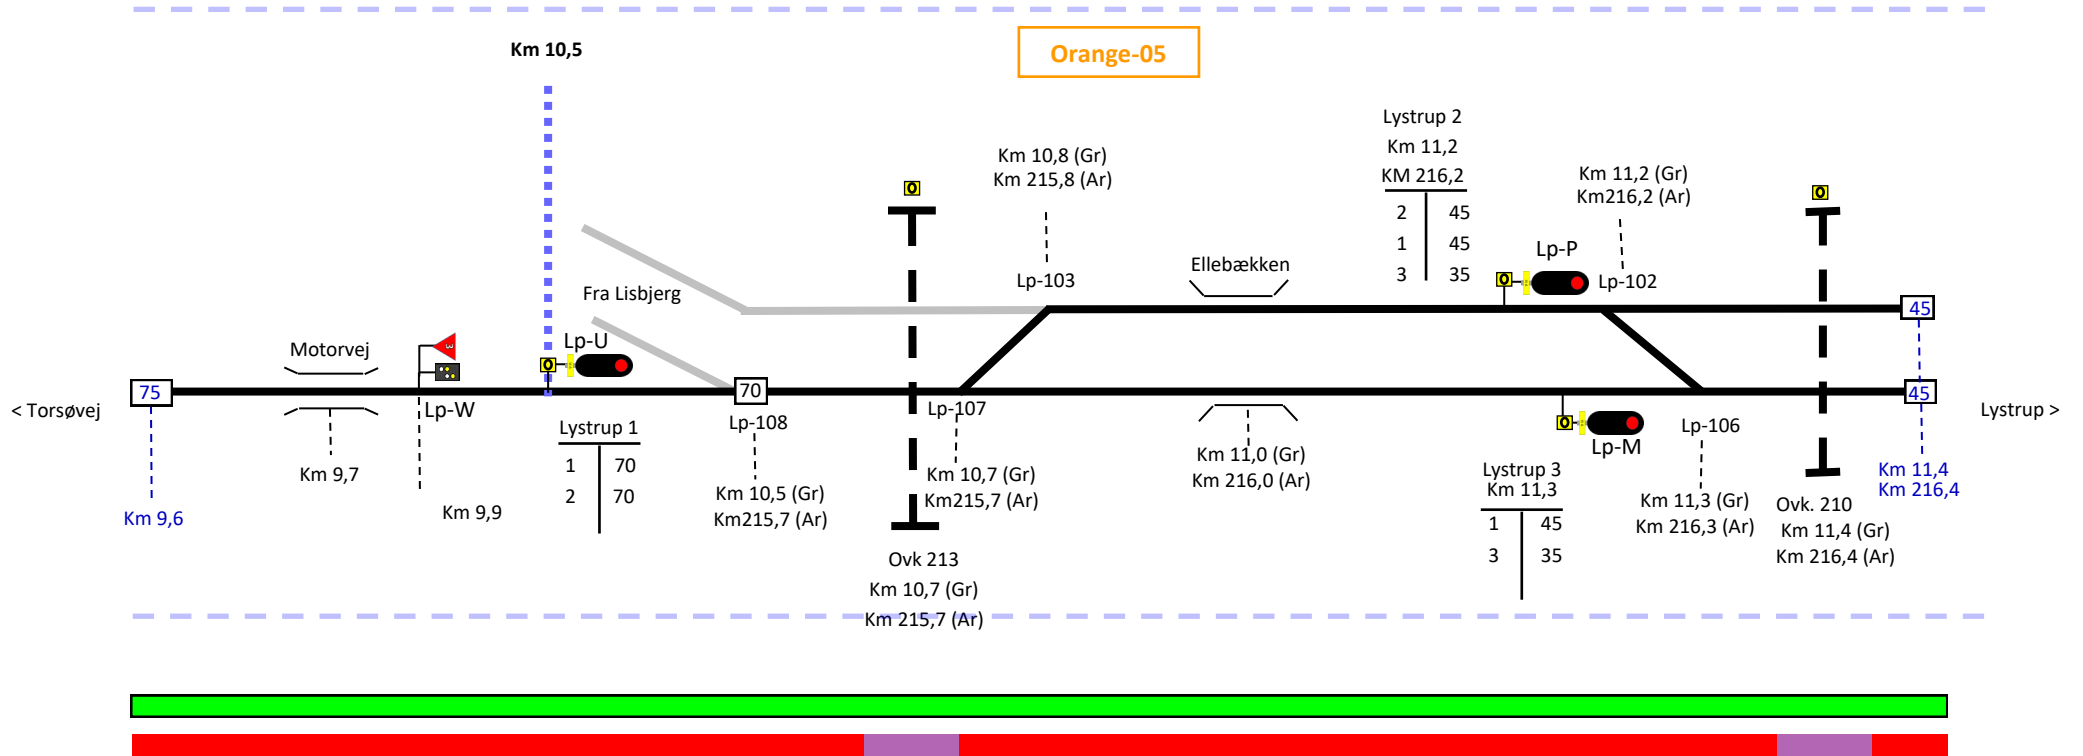 Orange-05
Km 10,5
Lystrup 2
Km 11,2
KM 216,2
2 45
1 45
3 35
Km 10,8 (Gr)
Km 215,8 (Ar)
Km 11,2 (Gr)
Km216,2 (Ar)
O
O
Lp-P
O
Lp-102
Ellebækken
Lp-103
Fra Lisbjerg
45
Motorvej
3
Lp-U
O
75
70
45
< Torsøvej
Lp-W
Lp-108
Lp-107
O
Lp-M
Lp-106
Lystrup >
Lystrup 1
1 70
2 70
Km 9,7
Km 9,6
Km 9,9
Km 10,5 (Gr)
Km215,7 (Ar)
Km 10,7 (Gr)
Km215,7 (Ar)
Km 11,0 (Gr)
Km 216,0 (Ar)
Lystrup 3
Km 11,3
1 45
3 35
Km 11,3 (Gr)
Km 216,3 (Ar)
Km 11,4
Km 216,4
Ovk. 210
Km 11,4 (Gr)
Km 216,4 (Ar)
Ovk 213
Km 10,7 (Gr)
Km 215,7 (Ar)